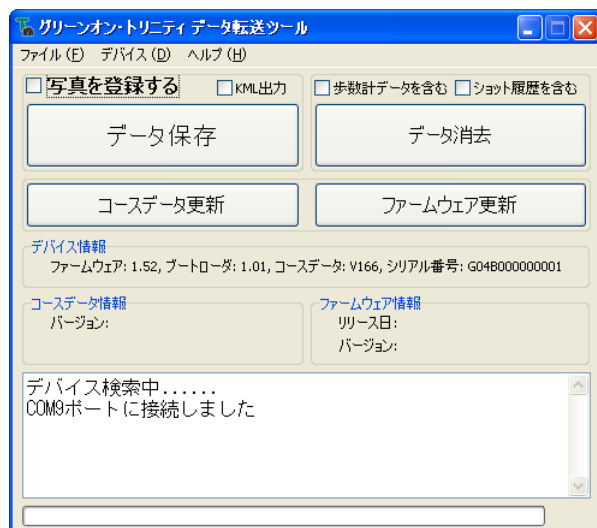 グリーンオン・トリニティ データ転送ツール
ファイル(F) デバイス(D) ヘルプ(H)
写真を登録する KML出力 歩数計データを含む ショット履歴を含む
データ保存 データ消去
コースデータ更新 ファームウェア更新
デバイス情報
ファームウェア: 1.52, ブートローダ: 1.01, コースデータ: V166, シリアル番号: G04B000000001
コースデータ情報 ファームウェア情報
バージョン: リリース日:
バージョン:
デバイス検索中......
COM9ポートに接続しました